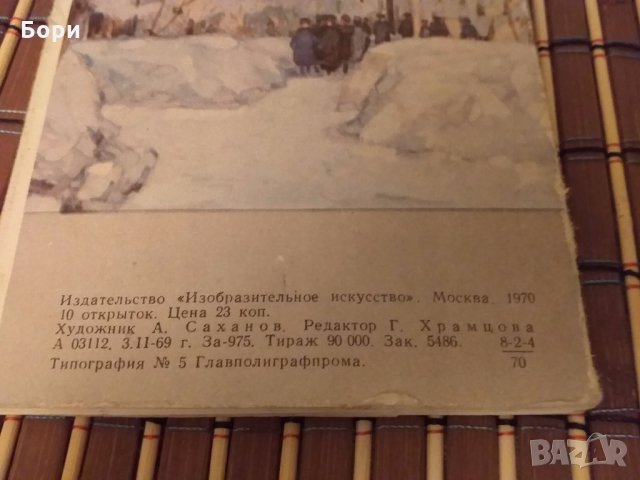 Бори
Издательство «Изобразительное искусство». Москва. 1970
10 открыток. Цена 23 коп.
Художник А. Саханов. Редактор Г. Храмцова
А 03112. 3.II-69 г. За-975. Тираж 90 000. Зак. 5486. 8-2-4
Типография № 5 Главполиграфпрома. 70
BAZAR